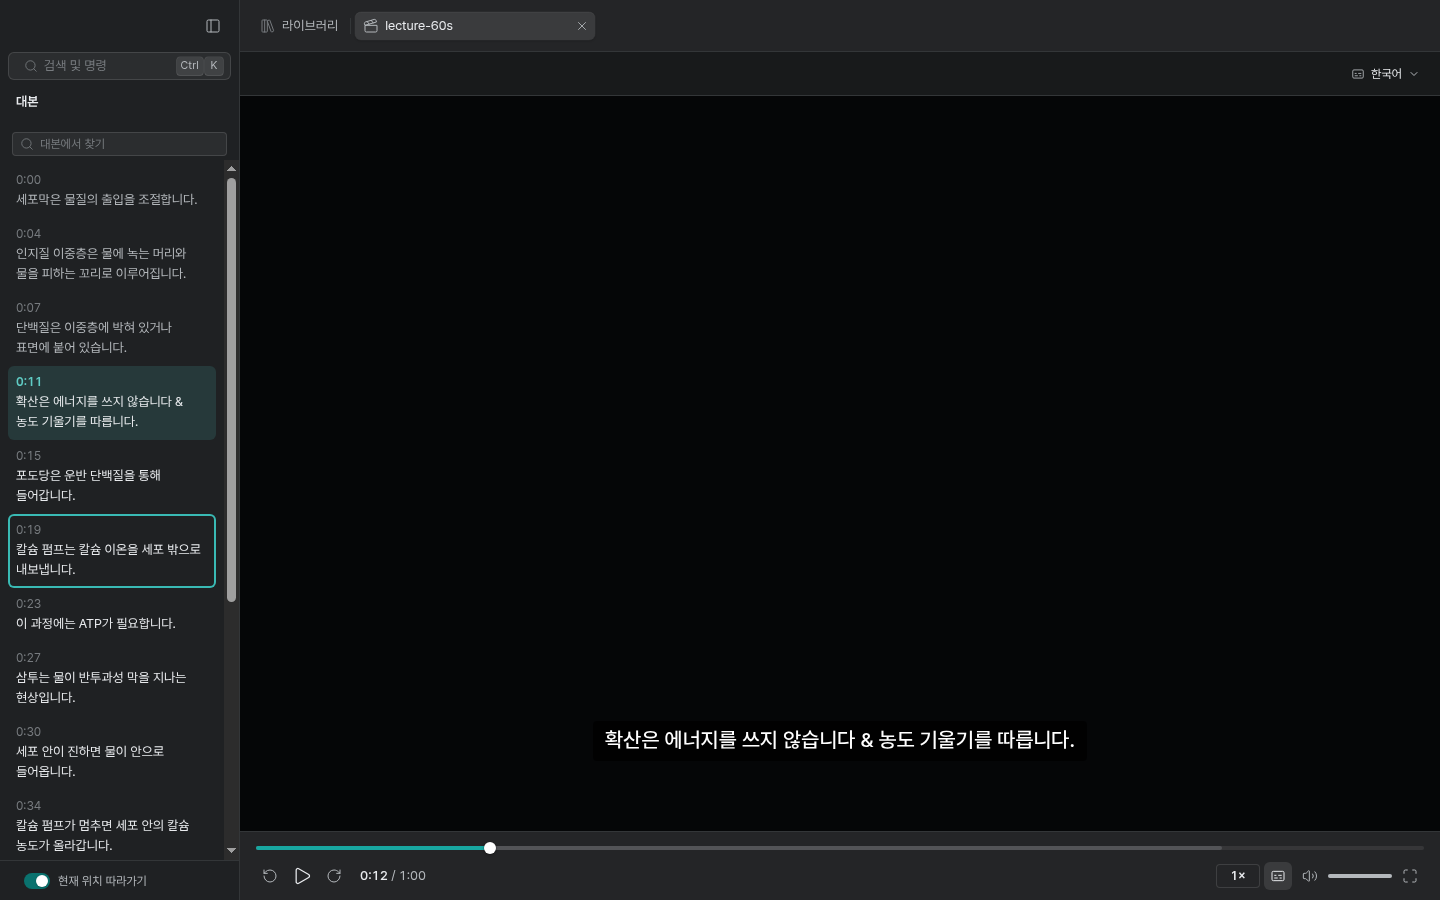 라이브러리
lecture-60s
검색 및 명령
Ctrl K
한국어
대본
대본에서 찾기
0:00
세포막은 물질의 출입을 조절합니다.
0:04
인지질 이중층은 물에 녹는 머리와
물을 피하는 꼬리로 이루어집니다.
0:07
단백질은 이중층에 박혀 있거나
표면에 붙어 있습니다.
0:11
확산은 에너지를 쓰지 않습니다 &
농도 기울기를 따릅니다.
0:15
포도당은 운반 단백질을 통해
들어갑니다.
0:19
칼슘 펌프는 칼슘 이온을 세포 밖으로
내보냅니다.
0:23
이 과정에는 ATP가 필요합니다.
0:27
삼투는 물이 반투과성 막을 지나는
현상입니다.
0:30
세포 안이 진하면 물이 안으로
들어옵니다.
0:34
칼슘 펌프가 멈추면 세포 안의 칼슘
농도가 올라갑니다.
현재 위치 따라가기
확산은 에너지를 쓰지 않습니다 & 농도 기울기를 따릅니다.
0:12 / 1:00
1×